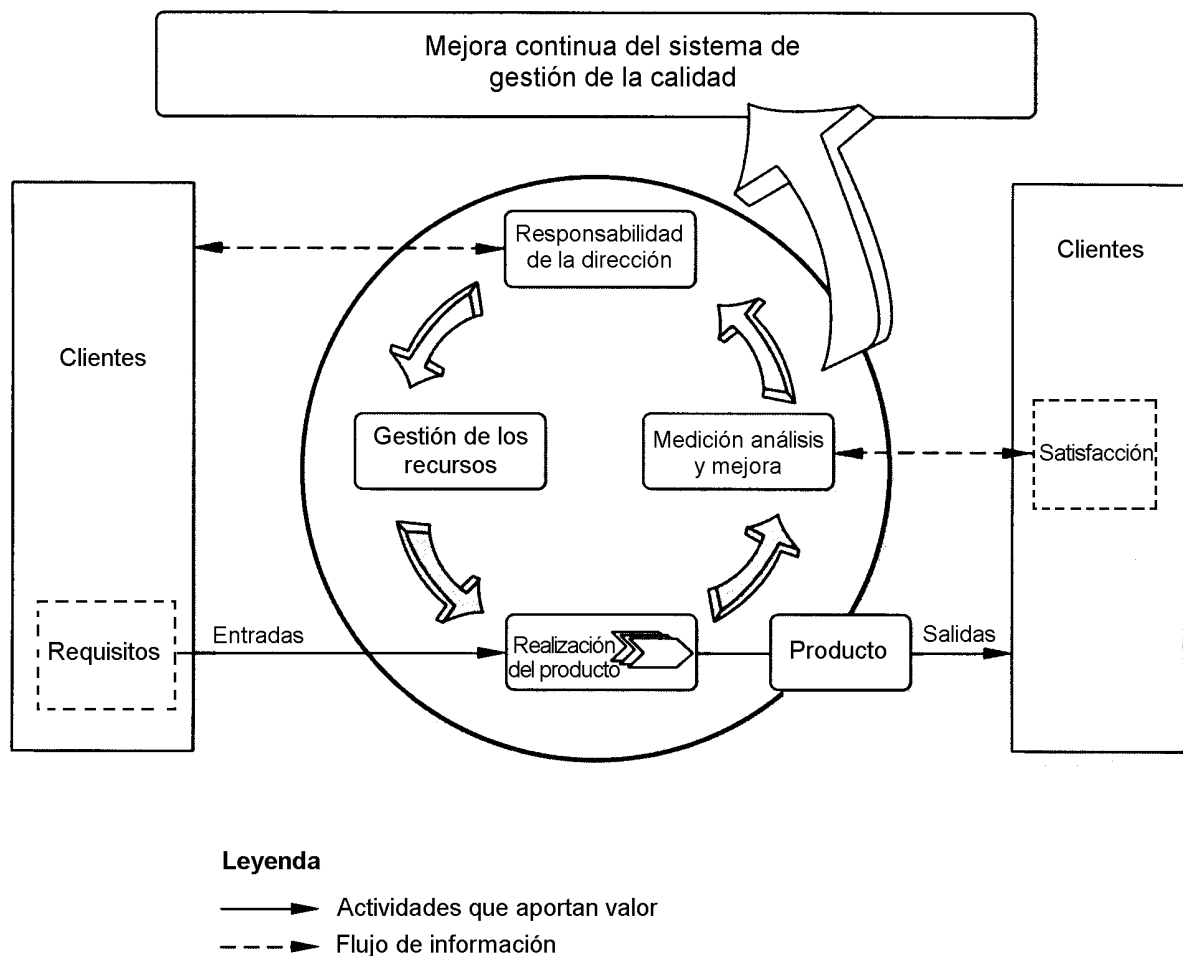 Mejora continua del sistema de
gestión de la calidad
Responsabilidad
de la dirección
Clientes
Clientes
Gestión de los
recursos
Medición análisis
y mejora
Satisfacción
Requisitos
Entradas
Realización
del producto
Producto
Salidas
Leyenda
Actividades que aportan valor
Flujo de información